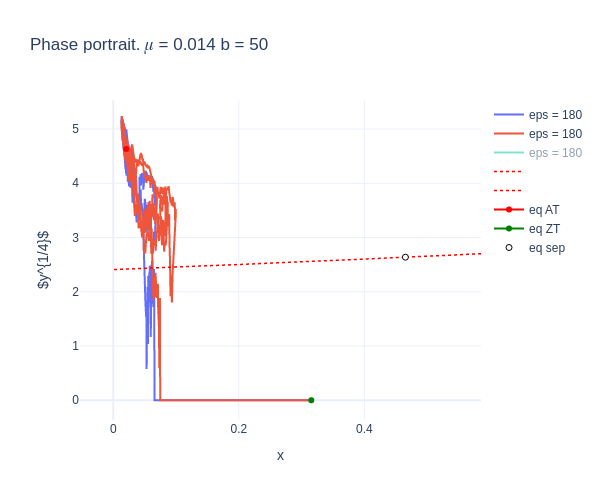 Phase portrait. 𝜇 = 0.014 b = 50
eps = 180
eps = 180
eps = 180
eq AT
eq ZT
eq sep
5
4
3
2
1
0
$y^{1/4}$
0
0.2
0.4
x